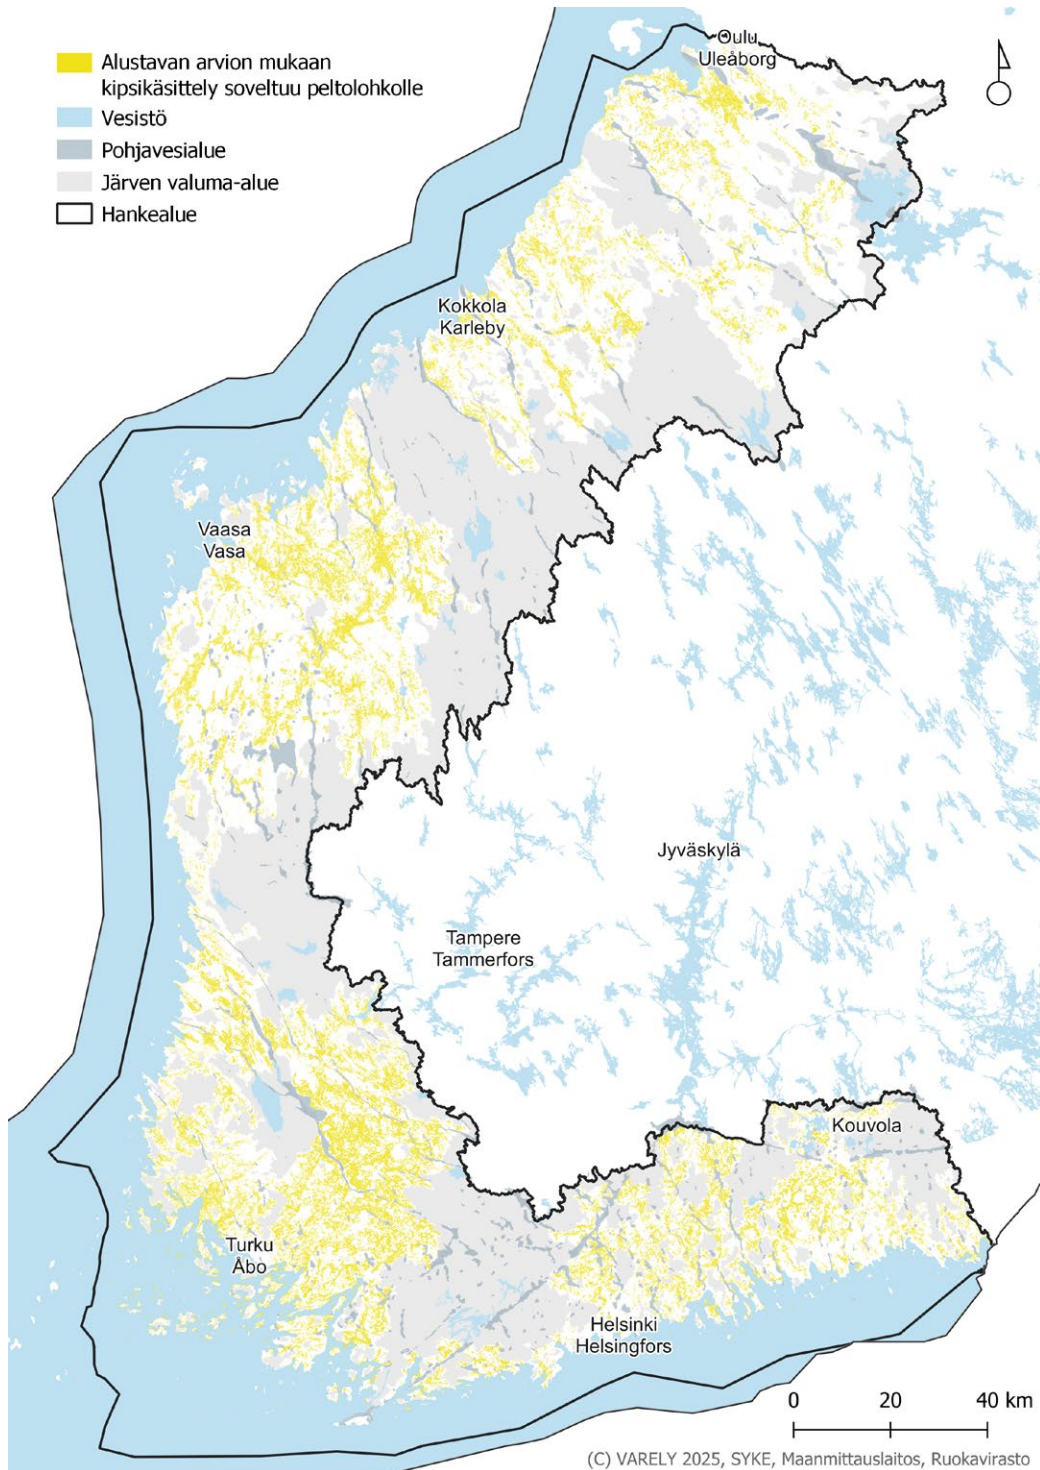 Alustavan arvion mukaan
kipsikäsittely soveltuu peltolohkolle
Vesistö
Pohjavesialue
Järven valuma-alue
Hankealue
Oulu
Uleåborg
Kokkola
Karleby
Vaasa
Vasa
Jyväskylä
Tampere
Tammerfors
Kouvola
Turku
Åbo
Helsinki
Helsingfors
0 20 40 km
(C) VARELY 2025, SYKE, Maanmittauslaitos, Ruokavirasto